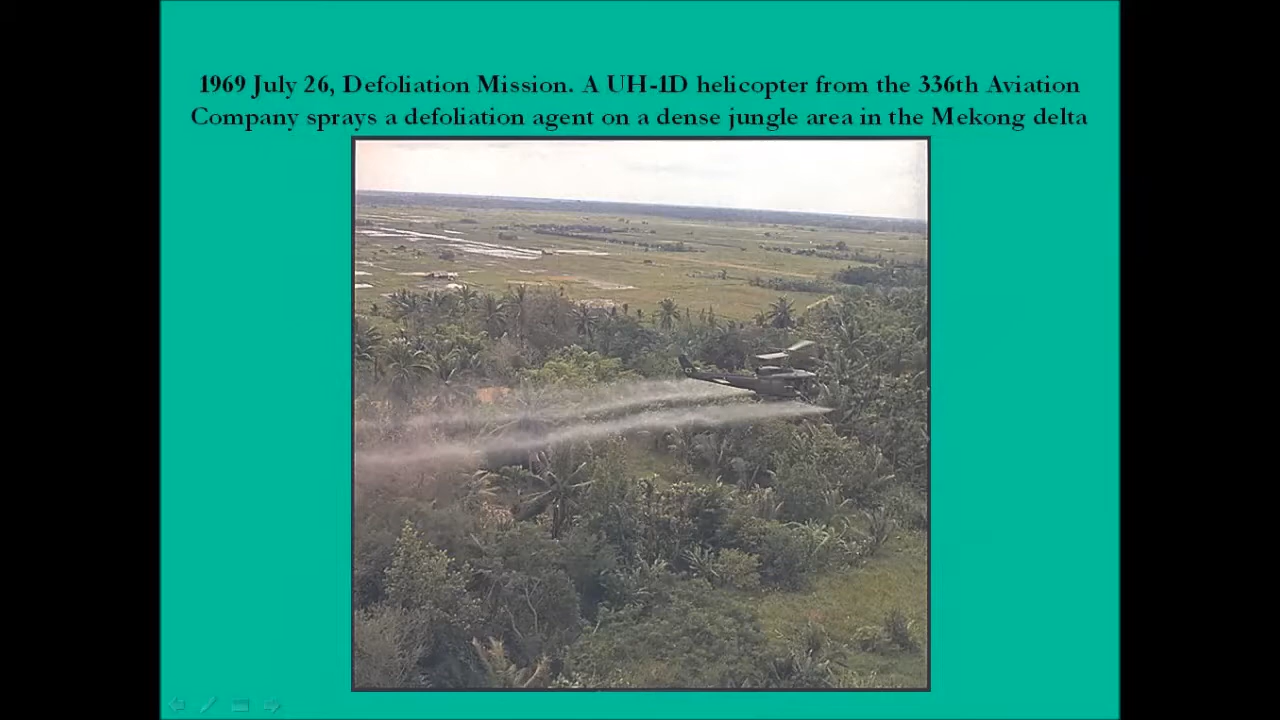 1969 July 26, Defoliation Mission. A UH-1D helicopter from the 336th Aviation
Company sprays a defoliation agent on a dense jungle area in the Mekong delta